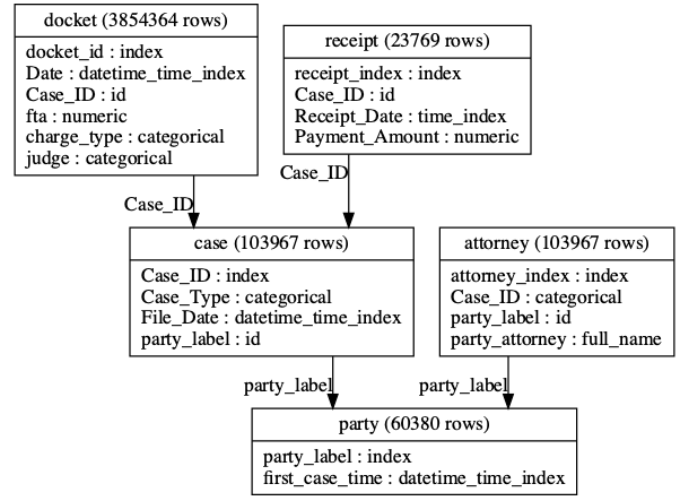 docket (3854364 rows)
docket_id : index
Date : datetime_time_index
Case_ID : id
fta : numeric
charge_type : categorical
judge : categorical
receipt (23769 rows)
receipt_index : index
Case_ID : id
Receipt_Date : time_index
Payment_Amount : numeric
Case_ID
Case_ID
case (103967 rows)
Case_ID : index
Case_Type : categorical
File_Date : datetime_time_index
party_label : id
attorney (103967 rows)
attorney_index : index
Case_ID : categorical
party_label : id
party_attorney : full_name
party_label
party_label
party (60380 rows)
party_label : index
first_case_time : datetime_time_index